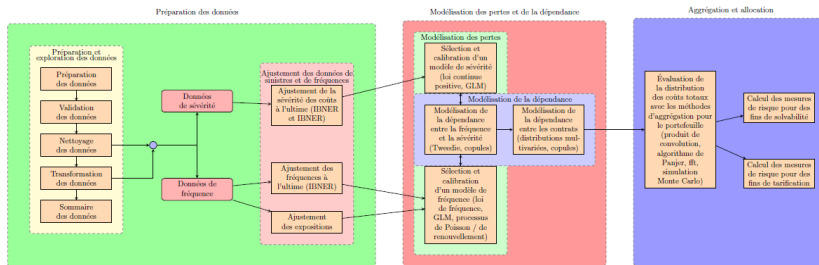 Préparation des données
Modélisation des pertes et de la dépendance
Aggrégation et allocation
Préparation et
exploration des données
Préparation
des données
Validation
des données
Nettoyage
des données
Transformation
des données
Sommaire
des données
Données
de sévérité
Données de
fréquence
Ajustement des données de
sinistres et de fréquences
Ajustement de la
sévérité des coûts
à l'ultime (IBNER
et IBNER)
Ajustement des
fréquences à
l'ultime (IBNER)
Ajustement
des expositions
Modélisation des pertes
Sélection et
calibration d'un
modèle de sévérité
(loi continue
positive, GLM)
Modélisation de la dépendance
Modélisation de
la dépendance
entre la fréquence
et la sévérité
(Tweedie, copules)
Modélisation de
la dépendance
entre les contrats
(distributions mul-
tivariées, copules)
Sélection et
calibration
d'un modèle de
fréquence (loi
de fréquence,
GLM, processus
de Poisson / de
renouvellement)
Évaluation de
la distribution
des coûts totaux
avec les méthodes
d'aggrégation pour
le portefeuille
(produit de
convolution,
algorithme de
Panjer, fft,
simulation
Monte Carlo)
Calcul des mesures
de risque pour des
fins de solvabilité
Calcul des mesures
de risque pour des
fins de tarification